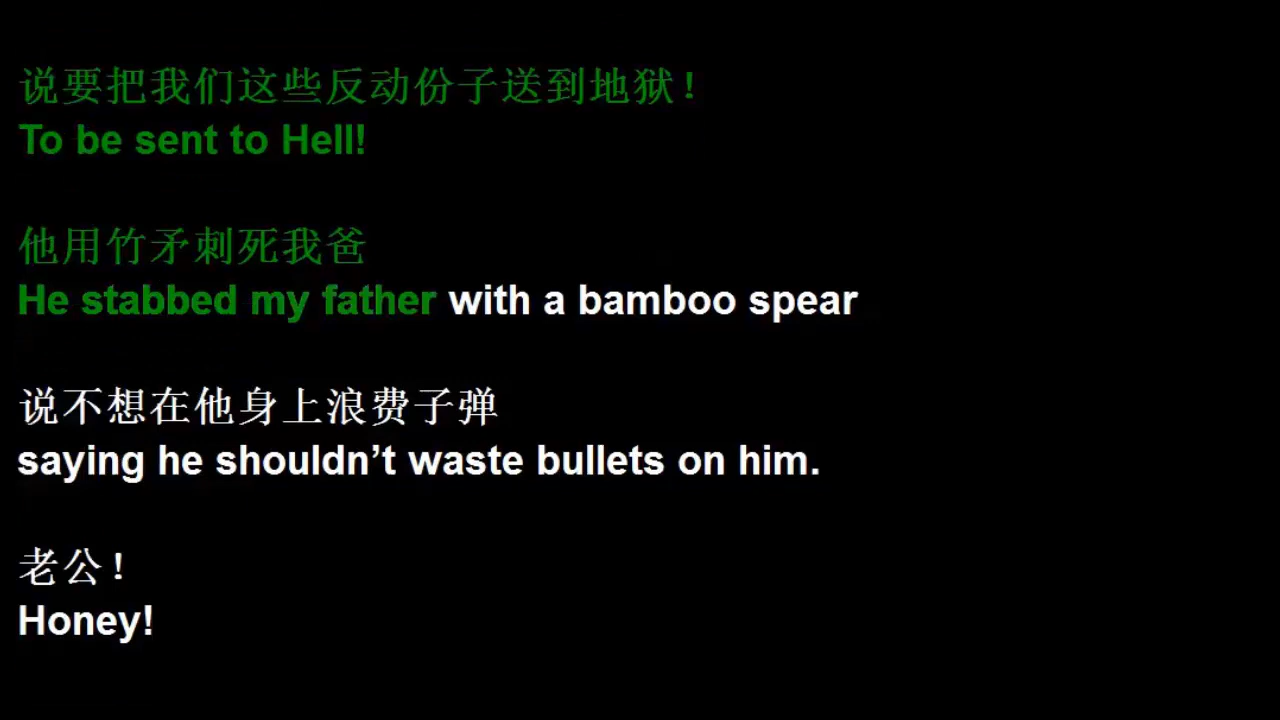 说要把我们这些反动份子送到地狱！
To be sent to Hell!
他用竹矛刺死我爸
He stabbed my father with a bamboo spear
说不想在他身上浪费子弹
saying he shouldn’t waste bullets on him.
老公！
Honey!